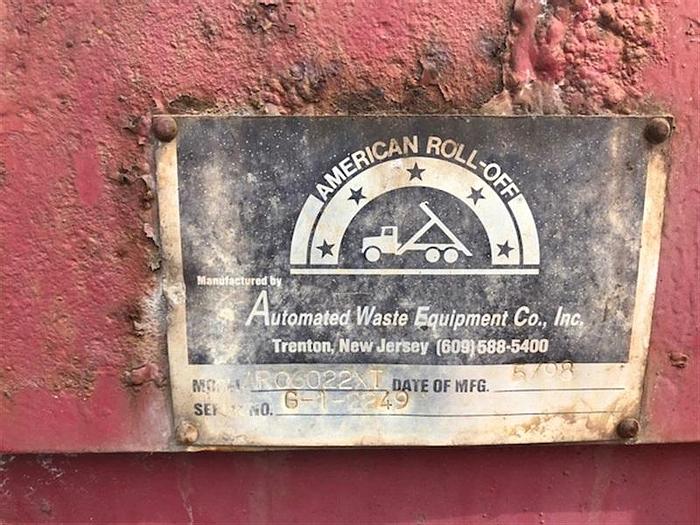 AMERICAN ROLL-OFF
Manufactured by
Automated Waste Equipment Co., Inc.
Trenton, New Jersey (609) 588-5400
MODEL RO6022XT DATE OF MFG. 5/98
SERIAL NO. G-1-2249